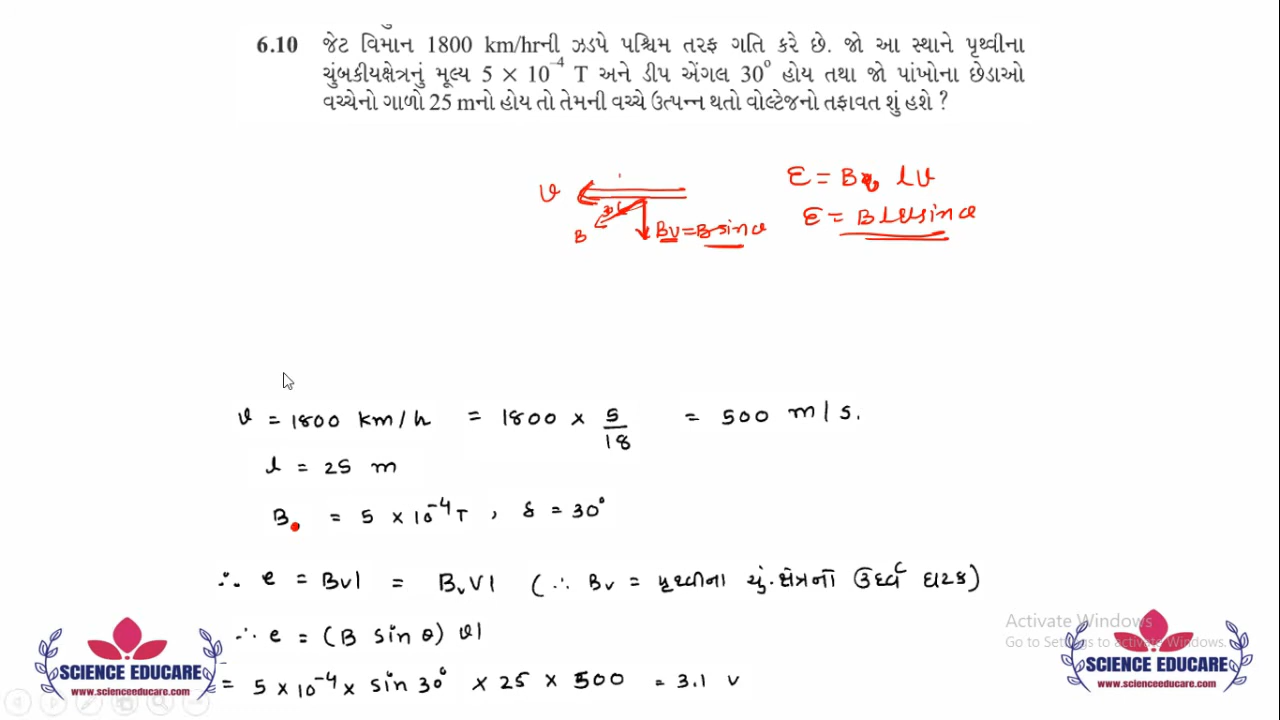 6.10 જેટ વિમાન 1800 km/hrની ઝડપે પશ્ચિમ તરફ ગતિ કરે છે. જો આ સ્થાને પૃથ્વીના
ચુંબકીયક્ષેત્રનું મૂલ્ય 5 × 10⁻⁴ T અને ડીપ એંગલ 30° હોય તથા જો પાંખોના છેડાઓ
વચ્ચેનો ગાળો 25 mનો હોય તો તેમની વચ્ચે ઉત્પન્ન થતો વોલ્ટેજનો તફાવત શું હશે ?
v
ε = Bv lv
30°
B
Bv = B sin θ
ε = Blv sin θ
v = 1800 km/h = 1800 × 5/18 = 500 m/s.
l = 25 m
B = 5 × 10⁻⁴ T, δ = 30°
∴ e = Bvl = Bᵥ Vl (∴ Bv = પૃથ્વીના ચું.ક્ષેત્રનો ઉર્ધ્વ ઘટક)
∴ e = (B sin θ) vl
= 5 × 10⁻⁴ × sin 30° × 25 × 500 = 3.1 v
Activate Windows
Go to Settings to activate Windows.
SCIENCE EDUCARE
www.scienceeducare.com
SCIENCE EDUCARE
www.scienceeducare.com